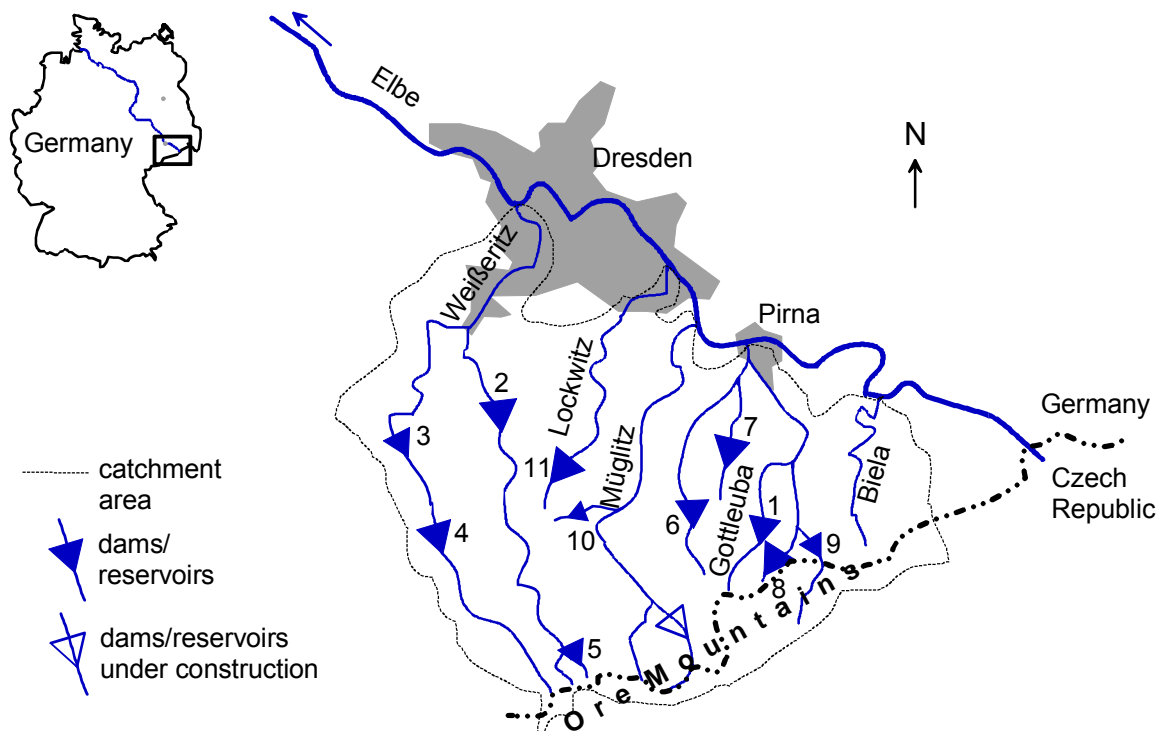 Germany
Elbe
Dresden
N
Weißeritz
Pirna
Lockwitz
Müglitz
Gottleuba
Biela
Germany
Czech
Republic
2
3
7
11
4
6
1
10
9
8
5
Ore Mountains
catchment
area
dams/
reservoirs
dams/reservoirs
under construction